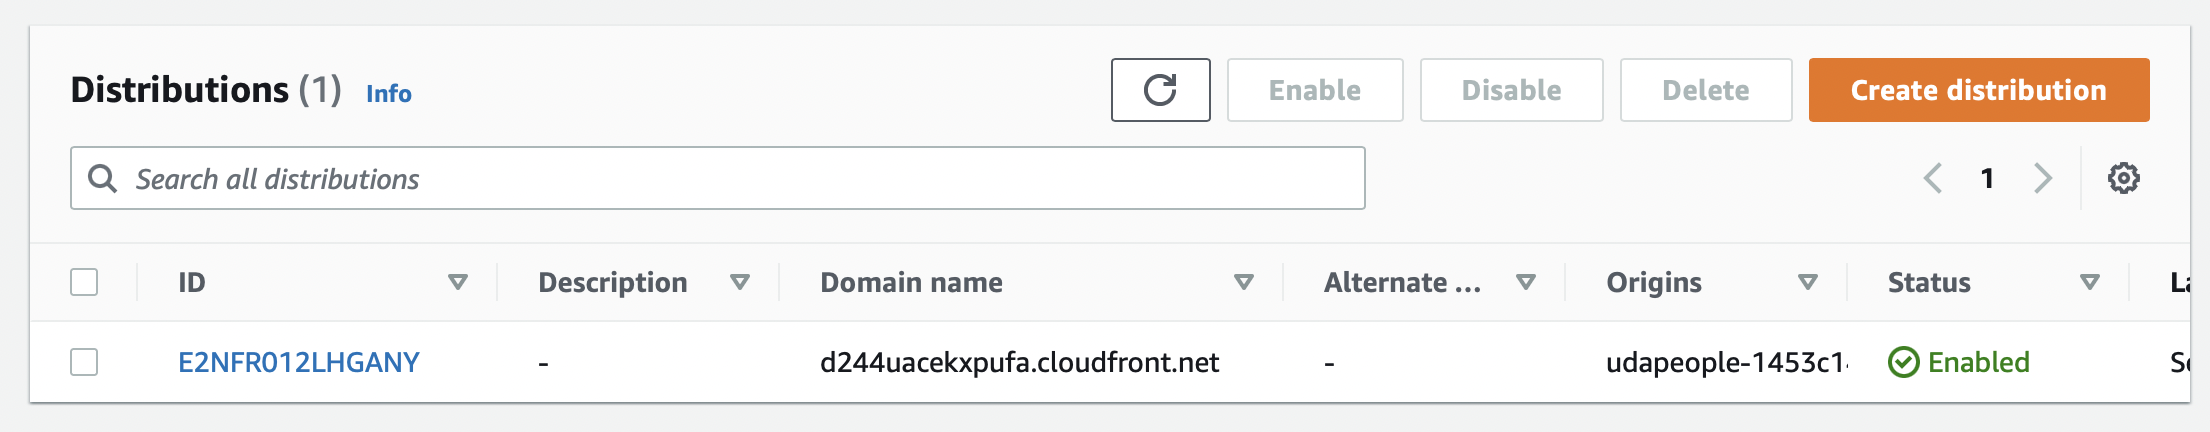 Distributions (1) Info
Enable Disable Delete Create distribution
Search all distributions
1
ID Description Domain name Alternate ... Origins Status
E2NFR012LHGANY - d244uacekxpufa.cloudfront.net - udapeople-1453c1 Enabled